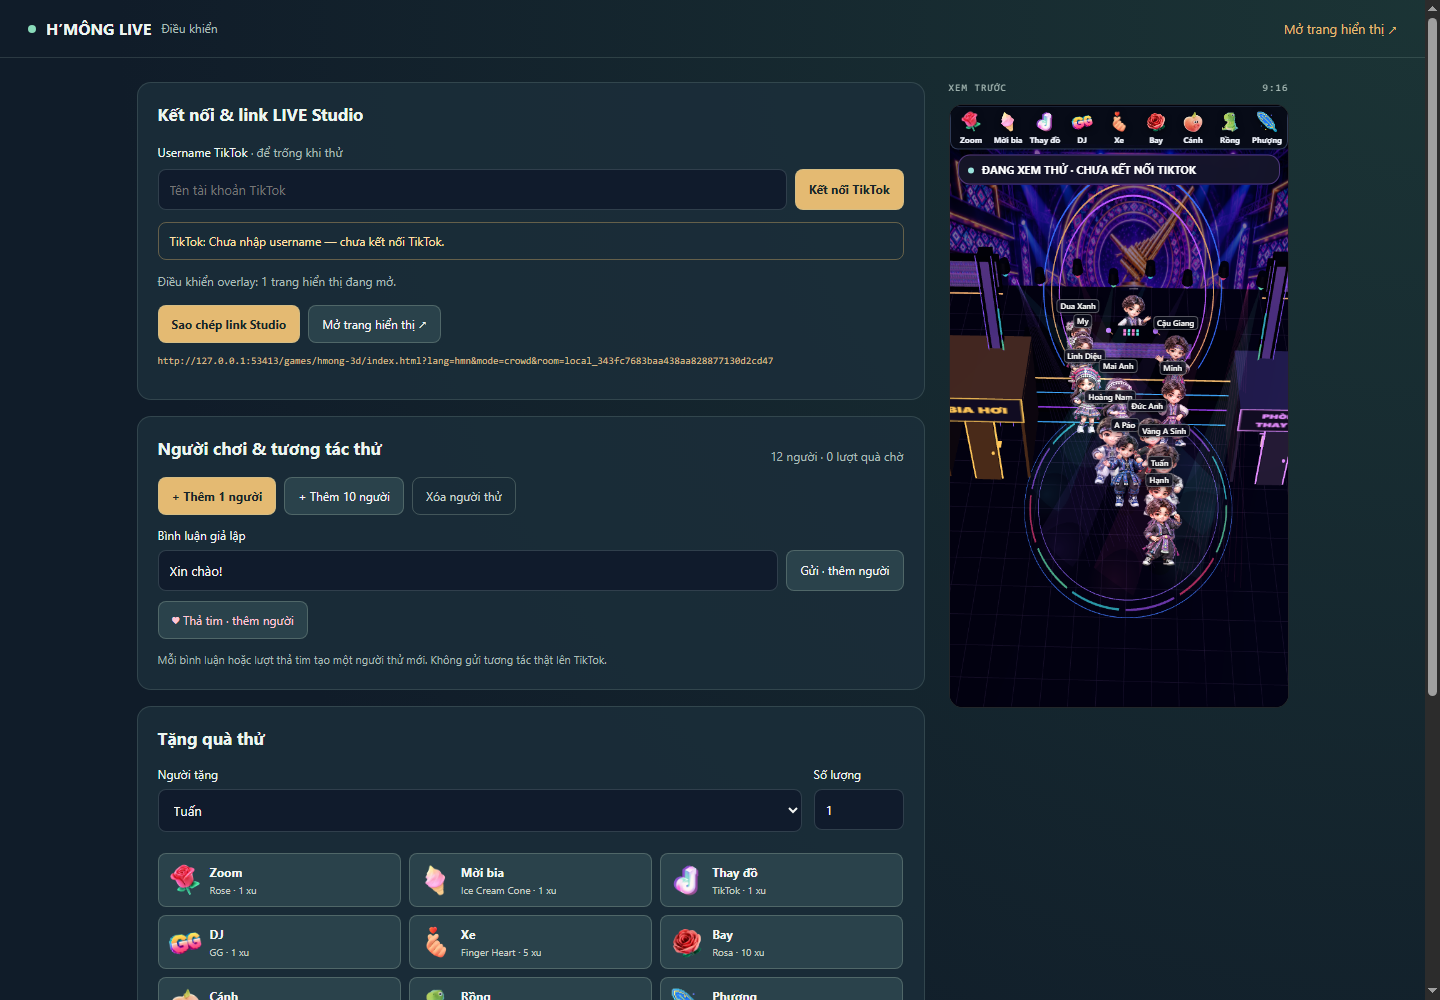 H'MÔNG LIVE Điều khiển
Mở trang hiển thị ↗
Kết nối & link LIVE Studio
Username TikTok · để trống khi thử
Tên tài khoản TikTok
Kết nối TikTok
TikTok: Chưa nhập username — chưa kết nối TikTok.
Điều khiển overlay: 1 trang hiển thị đang mở.
Sao chép link Studio
Mở trang hiển thị ↗
http://127.0.0.1:53413/games/hmong-3d/index.html?lang=hmn&mode=crowd&room=local_343fc7683baa438aa828877130d2cd47
Người chơi & tương tác thử
12 người · 0 lượt quà chờ
+ Thêm 1 người
+ Thêm 10 người
Xóa người thử
Bình luận giả lập
Xin chào!
Gửi · thêm người
♥ Thả tim · thêm người
Mỗi bình luận hoặc lượt thả tim tạo một người thử mới. Không gửi tương tác thật lên TikTok.
Tặng quà thử
Người tặng
Số lượng
Tuấn
1
Zoom
Rose · 1 xu
Mời bia
Ice Cream Cone · 1 xu
Thay đồ
TikTok · 1 xu
DJ
GG · 1 xu
Xe
Finger Heart · 5 xu
Bay
Rosa · 10 xu
Cánh
Rồng
Phượng
XEM TRƯỚC
9:16
Zoom Mời bia Thay đồ DJ Xe Bay Cánh Rồng Phượng
ĐANG XEM THỬ · CHƯA KẾT NỐI TIKTOK
Dua Xanh
My
Cậu Giang
Linh Diệu
Mai Anh
Minh
Hoàng Nam
Đức Anh
A Páo
Vàng A Sính
Tuấn
Hạnh
BIA HƠI
PHÒ
THAY